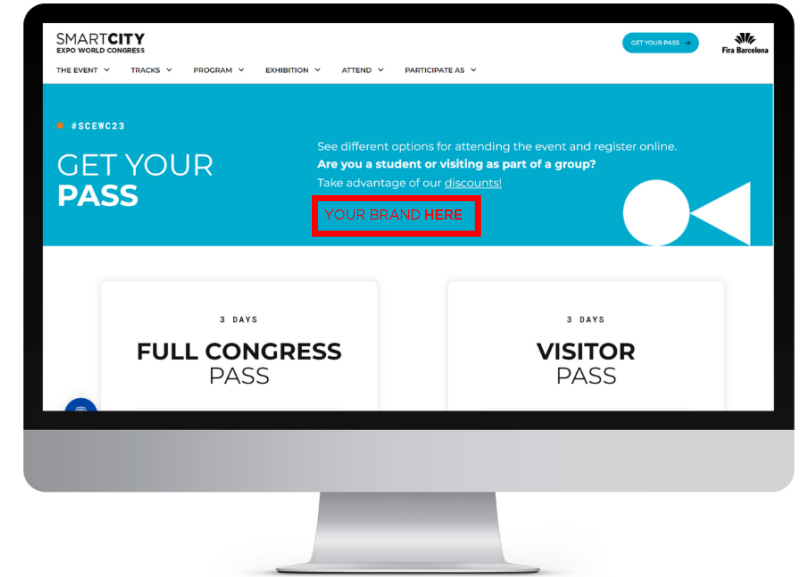 SMARTCITY
EXPO WORLD CONGRESS
GET YOUR PASS
Fira Barcelona
THE EVENT
TRACKS
PROGRAM
EXHIBITION
ATTEND
PARTICIPATE AS
#SCEWC23
GET YOUR
PASS
See different options for attending the event and register online.
Are you a student or visiting as part of a group?
Take advantage of our discounts!
YOUR BRAND HERE
3 DAYS
FULL CONGRESS
PASS
3 DAYS
VISITOR
PASS